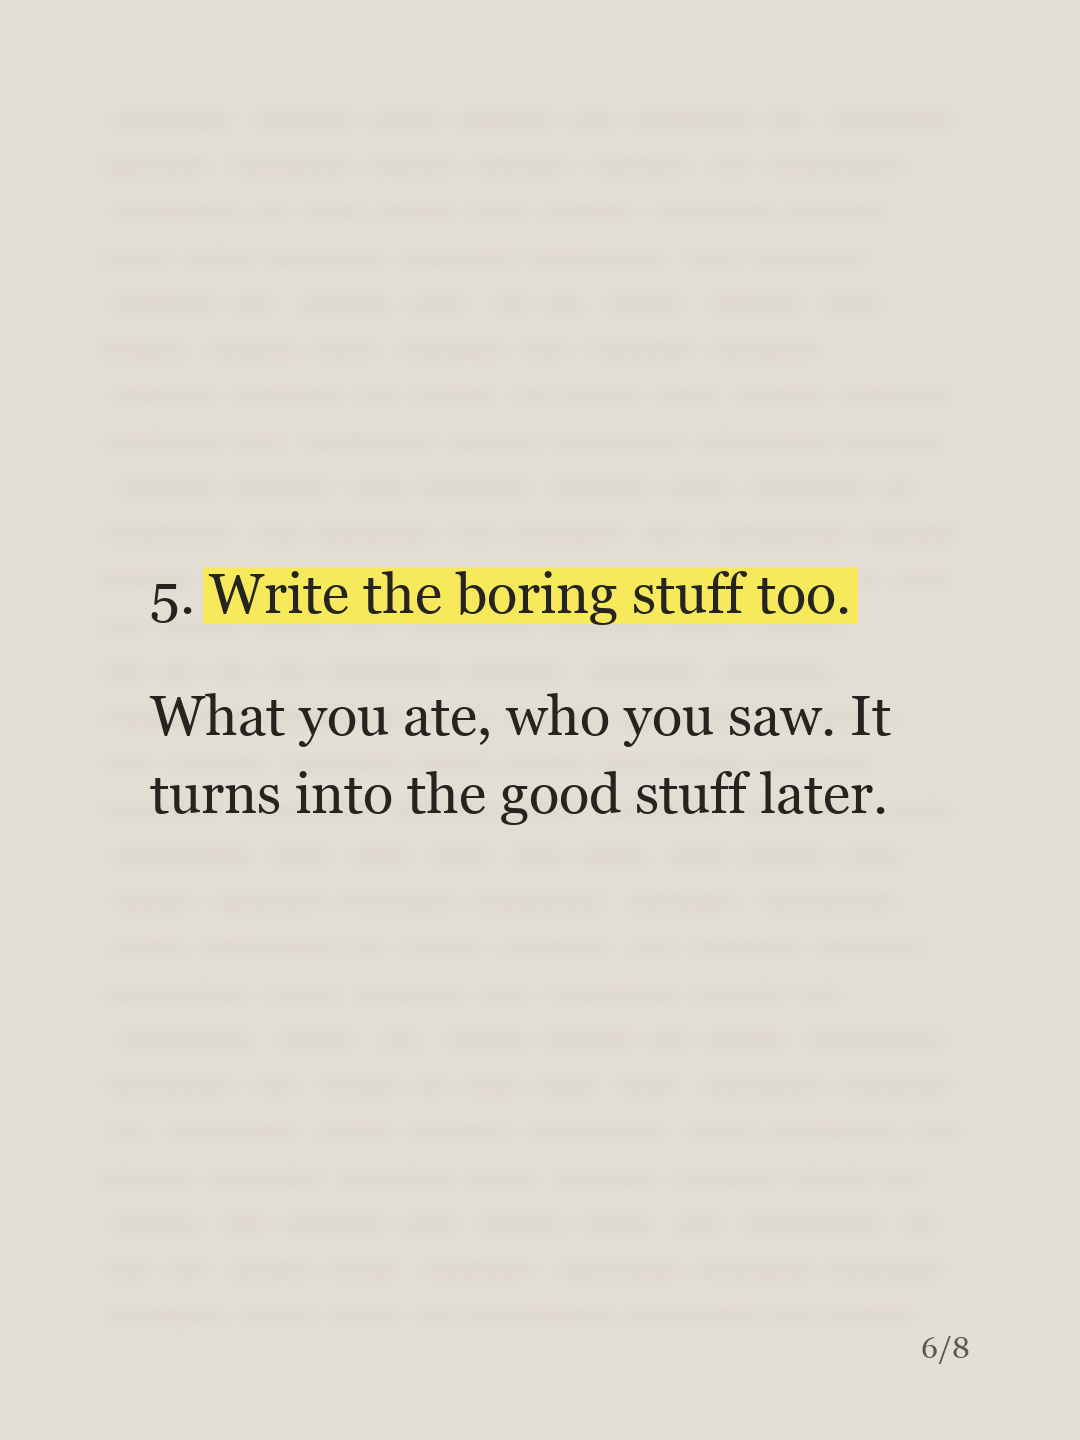 5. Write the boring stuff too.
What you ate, who you saw. It
turns into the good stuff later.
6/8